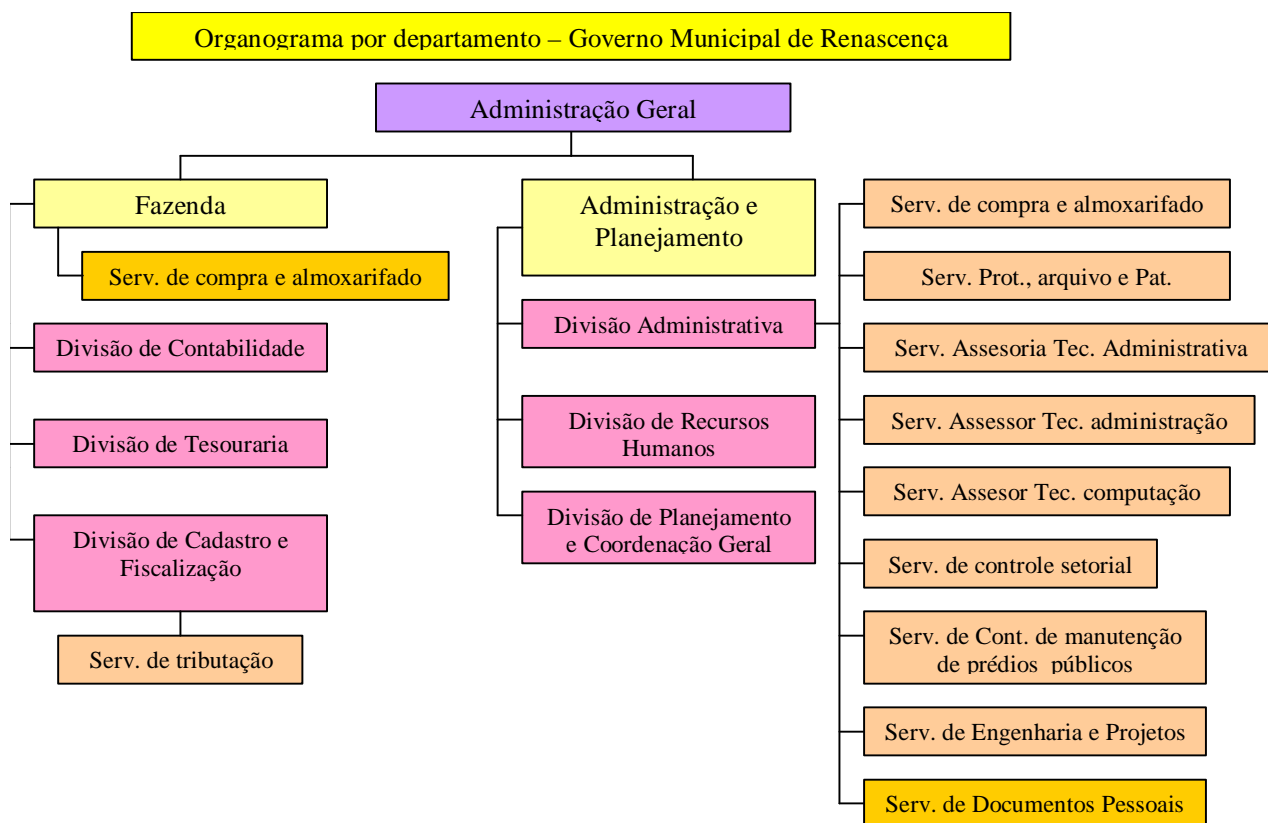 Organograma por departamento – Governo Municipal de Renascença
Administração Geral
Fazenda
Serv. de compra e almoxarifado
Divisão de Contabilidade
Divisão de Tesouraria
Divisão de Cadastro e
Fiscalização
Serv. de tributação
Administração e
Planejamento
Divisão Administrativa
Divisão de Recursos
Humanos
Divisão de Planejamento
e Coordenação Geral
Serv. de compra e almoxarifado
Serv. Prot., arquivo e Pat.
Serv. Assesoria Tec. Administrativa
Serv. Assessor Tec. administração
Serv. Assesor Tec. computação
Serv. de controle setorial
Serv. de Cont. de manutenção
de prédios públicos
Serv. de Engenharia e Projetos
Serv. de Documentos Pessoais